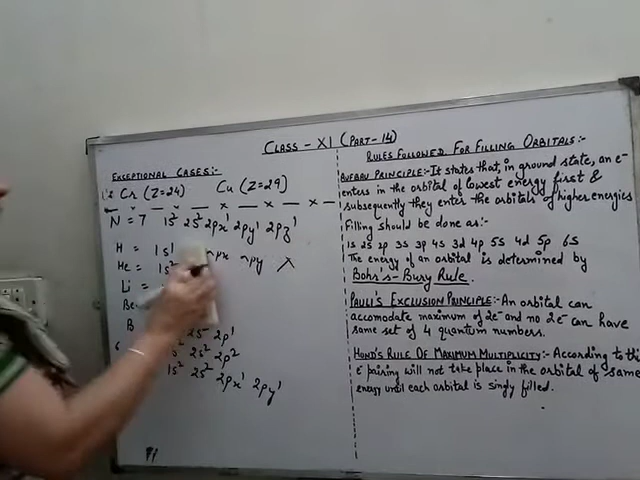 CLASS - XI (PART-14)
EXCEPTIONAL CASES:-
i.e Cr (Z=24) Cu (Z=29)
N = 7 1s² 2s² 2px¹ 2py¹ 2pz¹
H = 1s¹
He = 1s²
Li =
Be
B 2s² 2p¹
1s² 2s² 2p2
1s² 2s² 2px¹ 2py¹
RULES FOLLOWED FOR FILLING ORBITALS:-
AUFBAU PRINCIPLE:- It states that, in ground state, an e⁻
enters in the orbital of lowest energy first &
subsequently they enter the orbitals of higher energies
Filling should be done as:-
1s 2s 2p 3s 3p 4s 3d 4p 5s 4d 5p 6s
The energy of an orbital is determined by
Bohr's-Bury Rule.
PAULI'S EXCLUSION PRINCIPLE:- An orbital can
accomodate maximum of 2e⁻ and no 2e⁻ can have
same set of 4 quantum numbers.
HUND'S RULE OF MAXIMUM MULTIPLICITY:- According to this
e⁻ pairing will not take place in the orbital of same
energy until each orbital is singly filled.